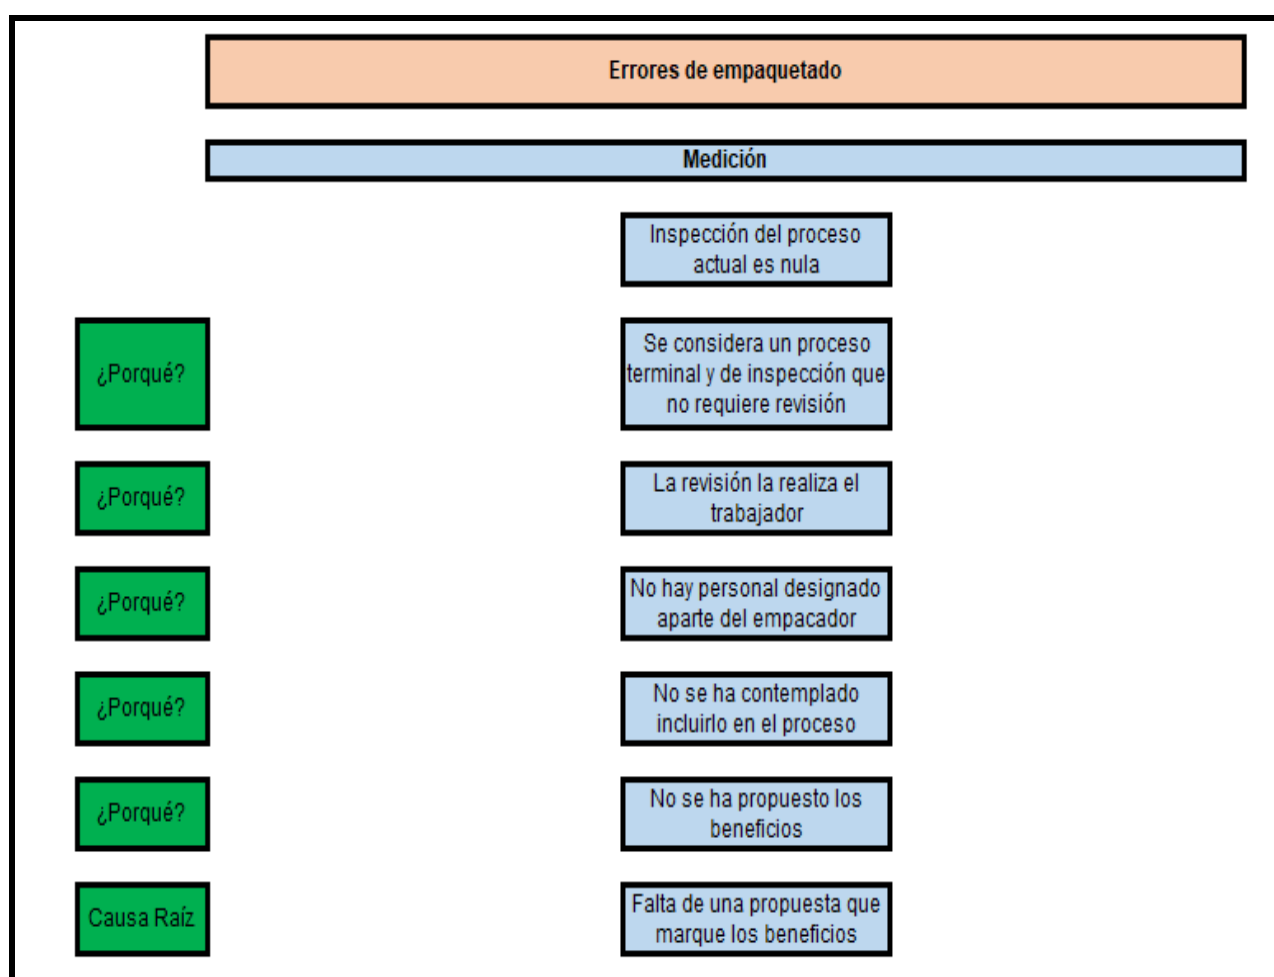 Errores de empaquetado
Medición
Inspección del proceso
actual es nula
¿Porqué?
Se considera un proceso
terminal y de inspección que
no requiere revisión
¿Porqué?
La revisión la realiza el
trabajador
¿Porqué?
No hay personal designado
aparte del empacador
¿Porqué?
No se ha contemplado
incluirlo en el proceso
¿Porqué?
No se ha propuesto los
beneficios
Causa Raíz
Falta de una propuesta que
marque los beneficios